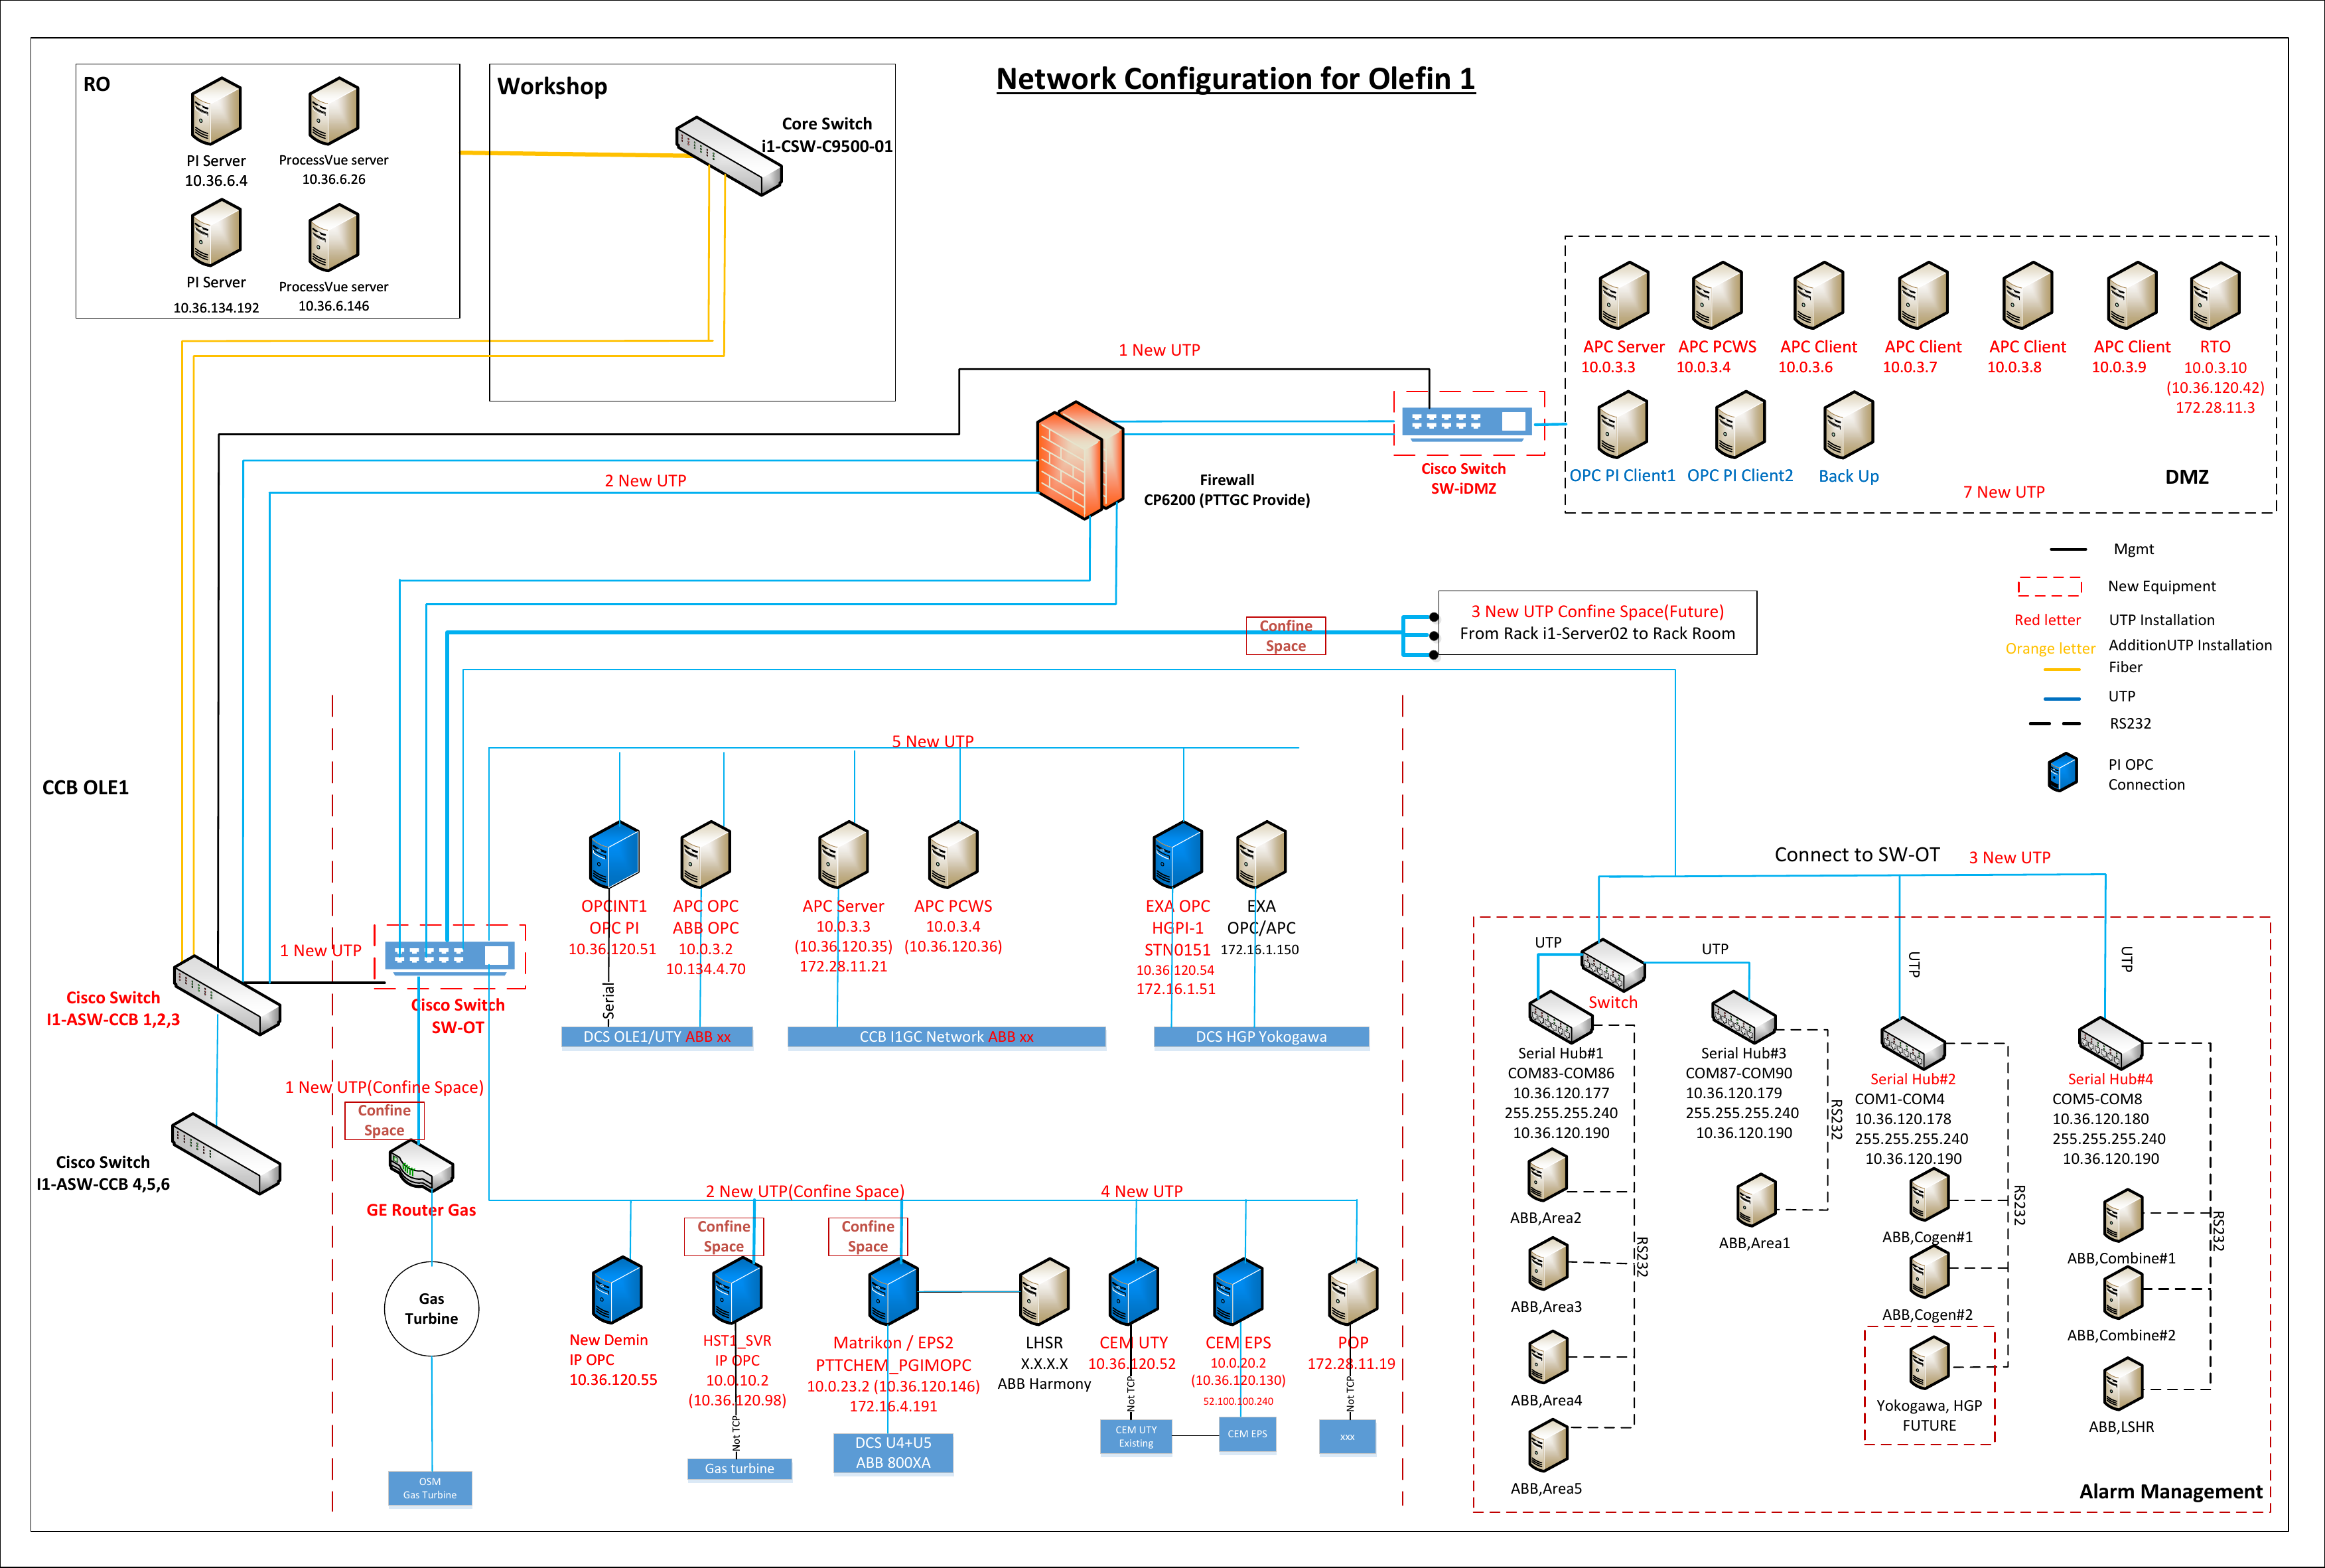 Network Configuration for Olefin 1
RO
PI Server
10.36.6.4
ProcessVue server
10.36.6.26
PI Server
10.36.134.192
ProcessVue server
10.36.6.146
Workshop
Core Switch
i1-CSW-C9500-01
1 New UTP
2 New UTP
Firewall
CP6200 (PTTGC Provide)
Cisco Switch
SW-iDMZ
APC Server
10.0.3.3
APC PCWS
10.0.3.4
APC Client
10.0.3.6
APC Client
10.0.3.7
APC Client
10.0.3.8
APC Client
10.0.3.9
RTO
10.0.3.10
(10.36.120.42)
172.28.11.3
OPC PI Client1
OPC PI Client2
Back Up
DMZ
7 New UTP
Mgmt
New Equipment
Red letter
UTP Installation
Orange letter
AdditionUTP Installation
Fiber
UTP
RS232
PI OPC
Connection
Confine
Space
3 New UTP Confine Space(Future)
From Rack i1-Server02 to Rack Room
CCB OLE1
5 New UTP
OPCINT1
OPC PI
10.36.120.51
Serial
APC OPC
ABB OPC
10.0.3.2
10.134.4.70
APC Server
10.0.3.3
(10.36.120.35)
172.28.11.21
APC PCWS
10.0.3.4
(10.36.120.36)
EXA OPC
HGPI-1
STN0151
10.36.120.54
172.16.1.51
EXA
OPC/APC
172.16.1.150
DCS OLE1/UTY ABB xx
CCB I1GC Network ABB xx
DCS HGP Yokogawa
1 New UTP
Cisco Switch
I1-ASW-CCB 1,2,3
Cisco Switch
SW-OT
1 New UTP(Confine Space)
Confine
Space
Cisco Switch
I1-ASW-CCB 4,5,6
GE Router Gas
Gas
Turbine
OSM
Gas Turbine
2 New UTP(Confine Space)
4 New UTP
Confine
Space
Confine
Space
New Demin
IP OPC
10.36.120.55
HST1_SVR
IP OPC
10.0.10.2
(10.36.120.98)
Not TCP
Gas turbine
Matrikon / EPS2
PTTCHEM_PGIMOPC
10.0.23.2 (10.36.120.146)
172.16.4.191
DCS U4+U5
ABB 800XA
LHSR
X.X.X.X
ABB Harmony
CEM UTY
10.36.120.52
Not TCP
CEM UTY
Existing
CEM EPS
10.0.20.2
(10.36.120.130)
52.100.100.240
CEM EPS
POP
172.28.11.19
Not TCP
xxx
Connect to SW-OT
3 New UTP
UTP
UTP
UTP
UTP
Switch
Serial Hub#1
COM83-COM86
10.36.120.177
255.255.255.240
10.36.120.190
Serial Hub#3
COM87-COM90
10.36.120.179
255.255.255.240
10.36.120.190
Serial Hub#2
COM1-COM4
10.36.120.178
255.255.255.240
10.36.120.190
Serial Hub#4
COM5-COM8
10.36.120.180
255.255.255.240
10.36.120.190
RS232
RS232
RS232
RS232
ABB,Area2
ABB,Area3
ABB,Area4
ABB,Area5
ABB,Area1
ABB,Cogen#1
ABB,Cogen#2
Yokogawa, HGP
FUTURE
ABB,Combine#1
ABB,Combine#2
ABB,LSHR
Alarm Management